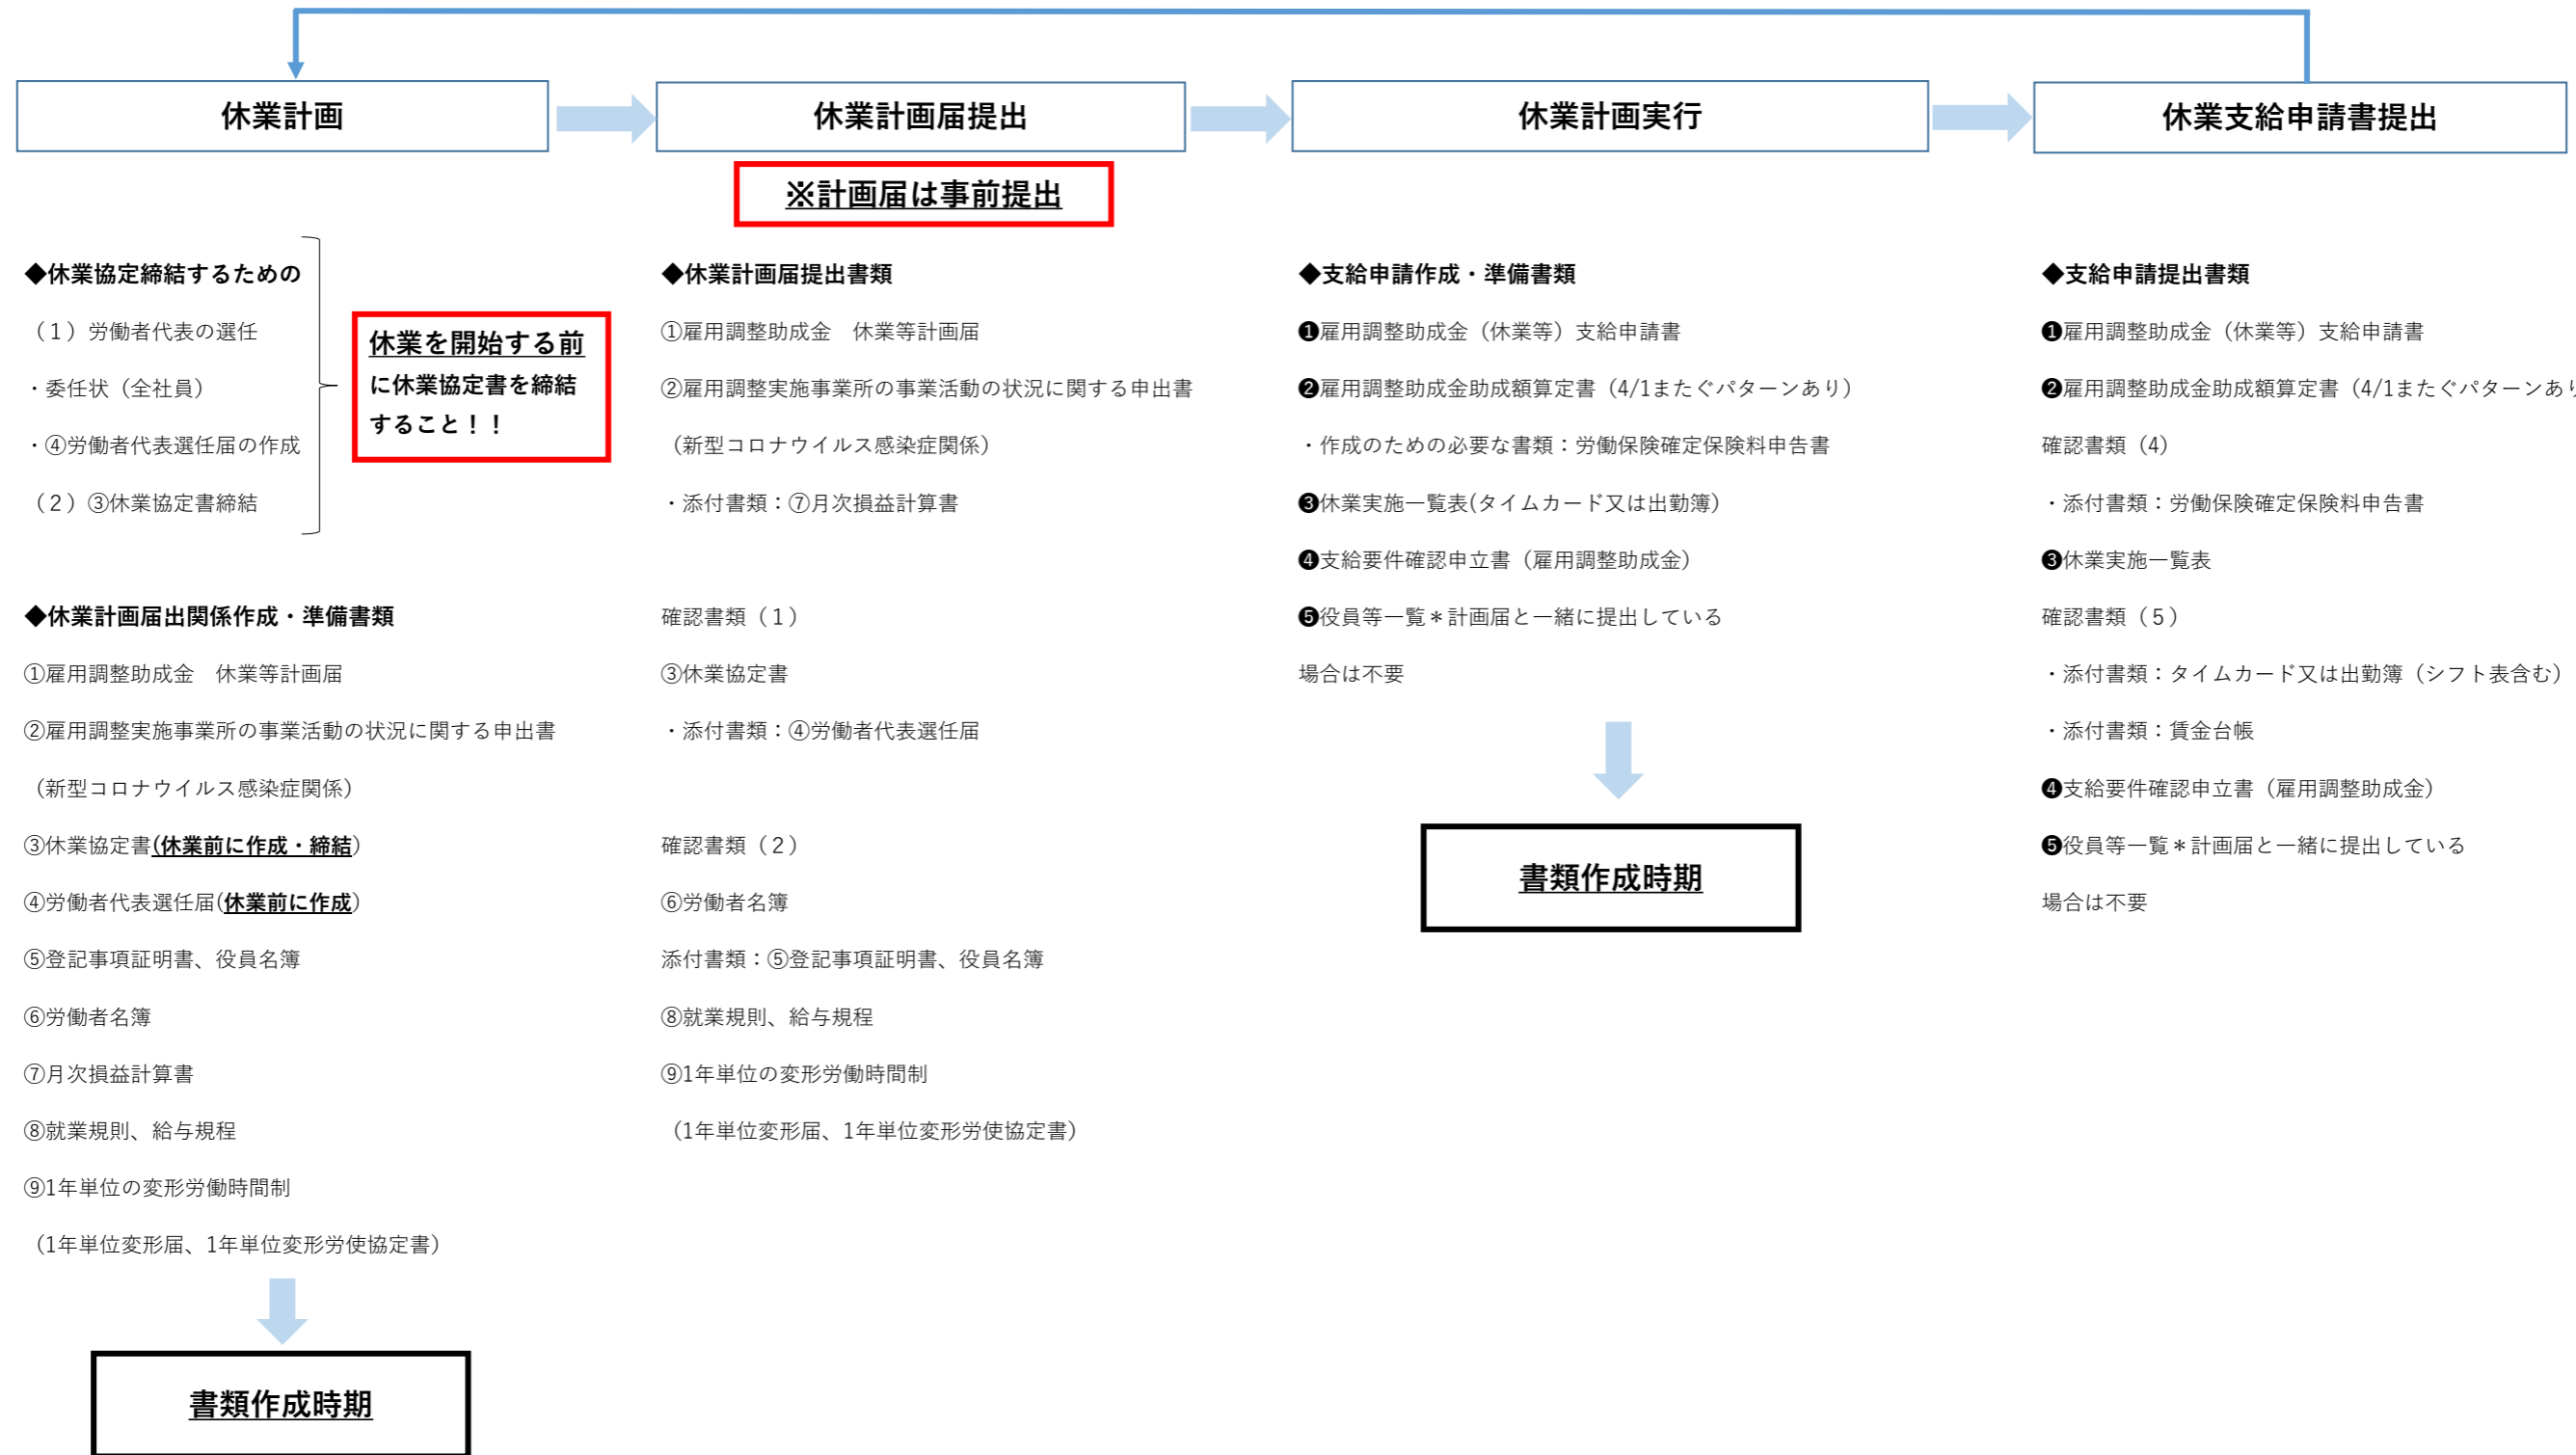 休業計画
休業計画届提出
休業計画実行
休業支給申請書提出
※計画届は事前提出
◆休業協定締結するための
（１）労働者代表の選任
・委任状（全社員）
・④労働者代表選任届の作成
（２）③休業協定書締結
休業を開始する前
に休業協定書を締結
すること！！
◆休業計画届出関係作成・準備書類
①雇用調整助成金　休業等計画届
②雇用調整実施事業所の事業活動の状況に関する申出書
（新型コロナウイルス感染症関係）
③休業協定書(休業前に作成・締結)
④労働者代表選任届(休業前に作成)
⑤登記事項証明書、役員名簿
⑥労働者名簿
⑦月次損益計算書
⑧就業規則、給与規程
⑨1年単位の変形労働時間制
（1年単位変形届、1年単位変形労使協定書）
書類作成時期
◆休業計画届提出書類
①雇用調整助成金　休業等計画届
②雇用調整実施事業所の事業活動の状況に関する申出書
（新型コロナウイルス感染症関係）
・添付書類：⑦月次損益計算書
確認書類（１）
③休業協定書
・添付書類：④労働者代表選任届
確認書類（２）
⑥労働者名簿
添付書類：⑤登記事項証明書、役員名簿
⑧就業規則、給与規程
⑨1年単位の変形労働時間制
（1年単位変形届、1年単位変形労使協定書）
◆支給申請作成・準備書類
❶雇用調整助成金（休業等）支給申請書
❷雇用調整助成金助成額算定書（4/1またぐパターンあり）
・作成のための必要な書類：労働保険確定保険料申告書
❸休業実施一覧表(タイムカード又は出勤簿）
❹支給要件確認申立書（雇用調整助成金）
❺役員等一覧＊計画届と一緒に提出している
場合は不要
書類作成時期
◆支給申請提出書類
❶雇用調整助成金（休業等）支給申請書
❷雇用調整助成金助成額算定書（4/1またぐパターンあり
確認書類（4）
・添付書類：労働保険確定保険料申告書
❸休業実施一覧表
確認書類（５）
・添付書類：タイムカード又は出勤簿（シフト表含む）
・添付書類：賃金台帳
❹支給要件確認申立書（雇用調整助成金）
❺役員等一覧＊計画届と一緒に提出している
場合は不要